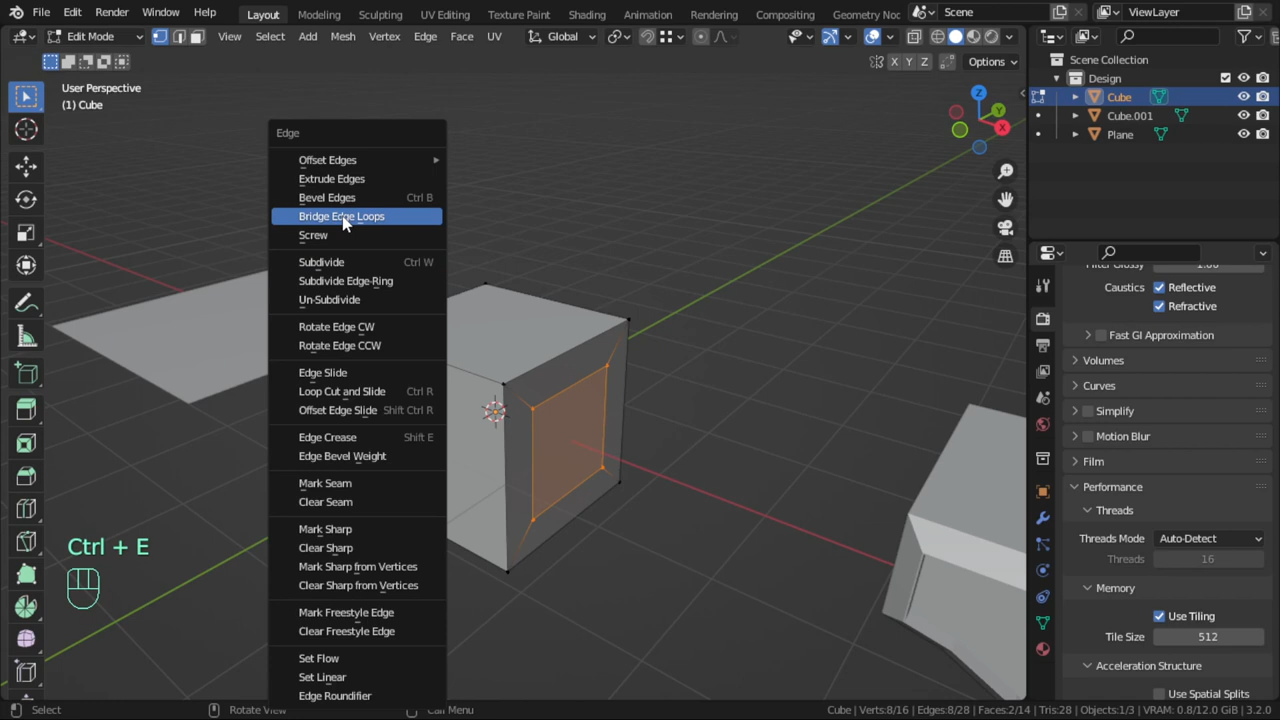 File Edit Render Window Help Layout Modeling Sculpting UV Editing Texture Paint Shading Animation Rendering Compositing Geometry Noc Scene ViewLayer
Edit Mode View Select Add Mesh Vertex Edge Face UV Global
X Y Z Options
User Perspective
(1) Cube
Z
Y
X
Scene Collection
Design
Cube
Cube.001
Plane
Edge
Offset Edges
Extrude Edges
Bevel Edges Ctrl B
Bridge Edge Loops
Screw
Subdivide Ctrl W
Subdivide Edge-Ring
Un-Subdivide
Rotate Edge CW
Rotate Edge CCW
Edge Slide
Loop Cut and Slide Ctrl R
Offset Edge Slide Shift Ctrl R
Edge Crease Shift E
Edge Bevel Weight
Mark Seam
Clear Seam
Mark Sharp
Clear Sharp
Mark Sharp from Vertices
Clear Sharp from Vertices
Mark Freestyle Edge
Clear Freestyle Edge
Set Flow
Set Linear
Edge Roundifier
Ctrl + E
Caustics Reflective
Refractive
Fast GI Approximation
Volumes
Curves
Simplify
Motion Blur
Film
Performance
Threads
Threads Mode Auto-Detect
Threads 16
Memory
Use Tiling
Tile Size 512
Acceleration Structure
Use Spatial Splits
Select Rotate View Call Menu Cube | Verts:8/16 | Edges:8/28 | Faces:2/14 | Tris:28 | Objects:1/3 | VRAM: 0.8/12.0 GiB | 3.2.0